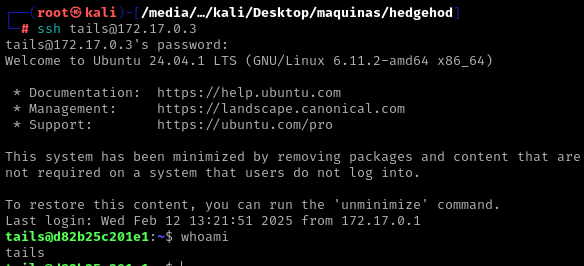 ┌──(root㉿kali)-[/media/…/kali/Desktop/maquinas/hedgehod]
└─# ssh tails@172.17.0.3
tails@172.17.0.3's password:
Welcome to Ubuntu 24.04.1 LTS (GNU/Linux 6.11.2-amd64 x86_64)

 * Documentation:  https://help.ubuntu.com
 * Management:     https://landscape.canonical.com
 * Support:        https://ubuntu.com/pro

This system has been minimized by removing packages and content that are
not required on a system that users do not log into.

To restore this content, you can run the 'unminimize' command.
Last login: Wed Feb 12 13:21:51 2025 from 172.17.0.1
tails@d82b25c201e1:~$ whoami
tails